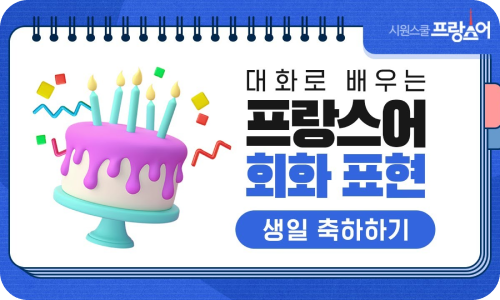 시원스쿨 프랑스어
대화로 배우는
프랑스어
회화 표현
생일 축하하기